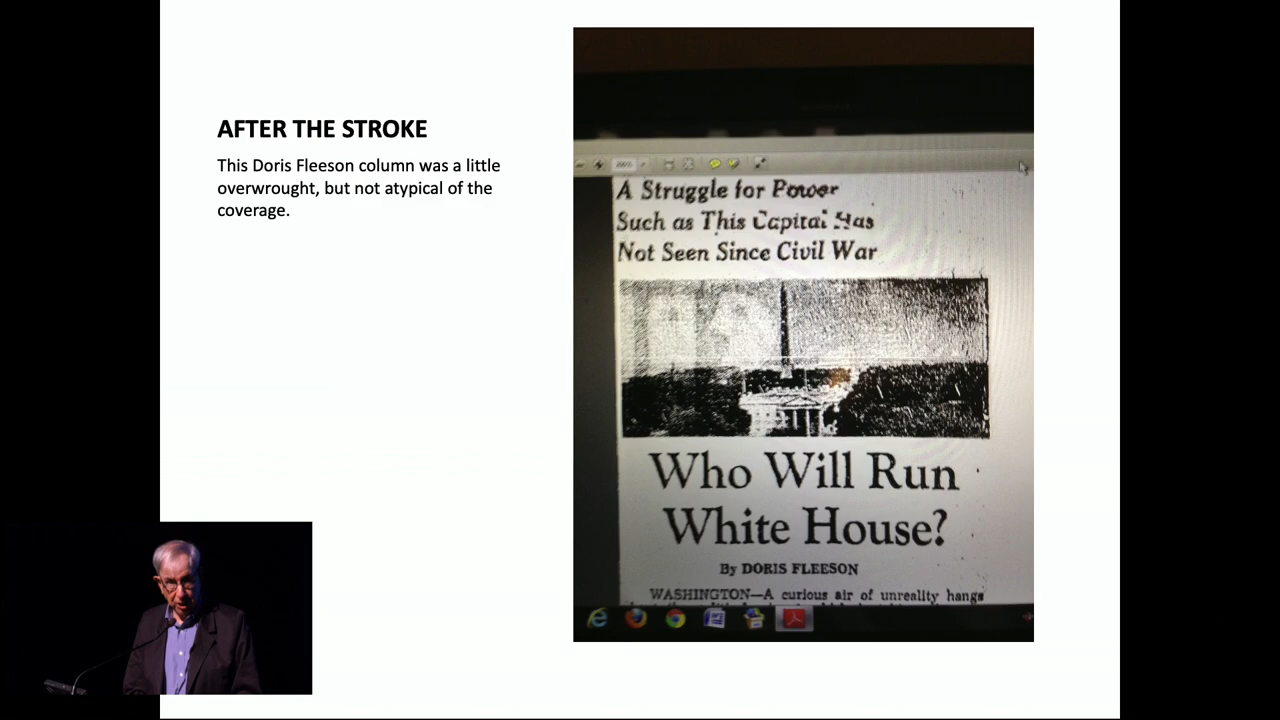 AFTER THE STROKE
This Doris Fleeson column was a little
overwrought, but not atypical of the
coverage.
A Struggle for Power
Such as This Capital Has
Not Seen Since Civil War
Who Will Run
White House?
By DORIS FLEESON
WASHINGTON—A curious air of unreality hangs